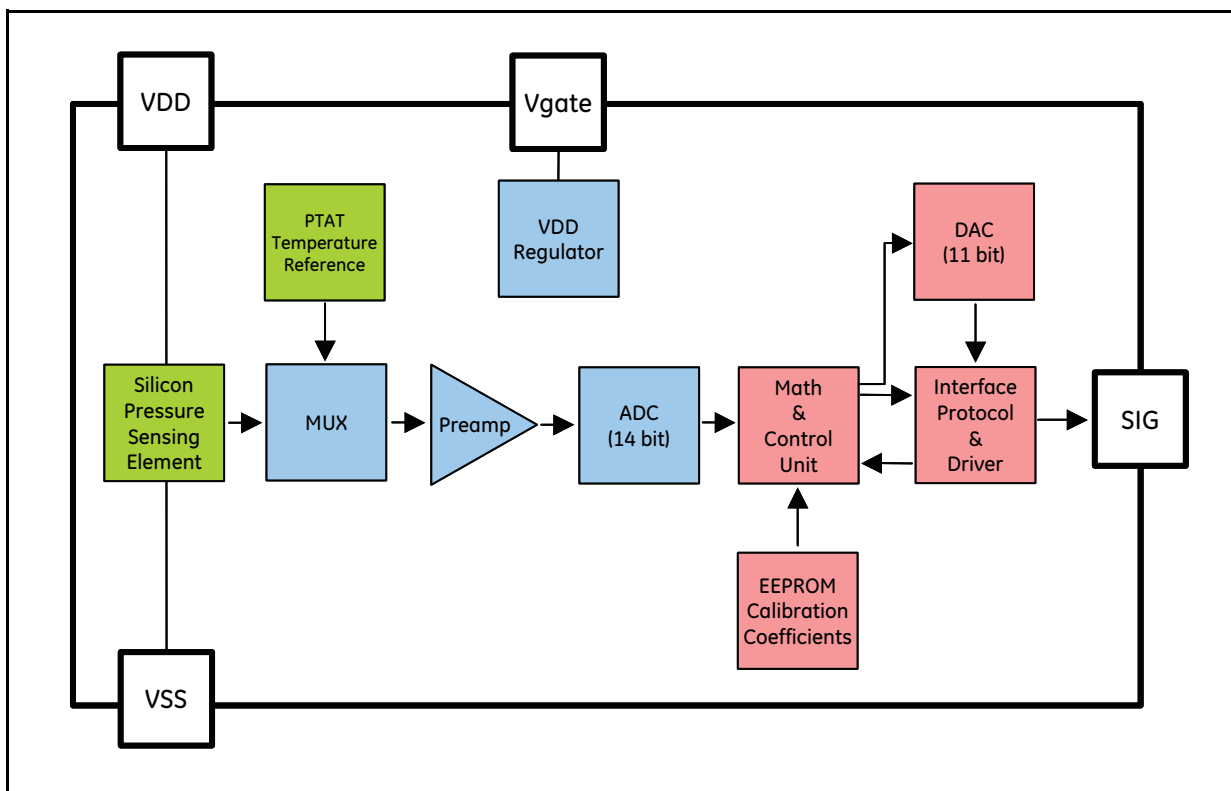 VDD
Vgate
PTAT
Temperature
Reference
VDD
Regulator
DAC
(11 bit)
Silicon
Pressure
Sensing
Element
MUX
Preamp
ADC
(14 bit)
Math
&
Control
Unit
Interface
Protocol
&
Driver
SIG
EEPROM
Calibration
Coefficients
VSS